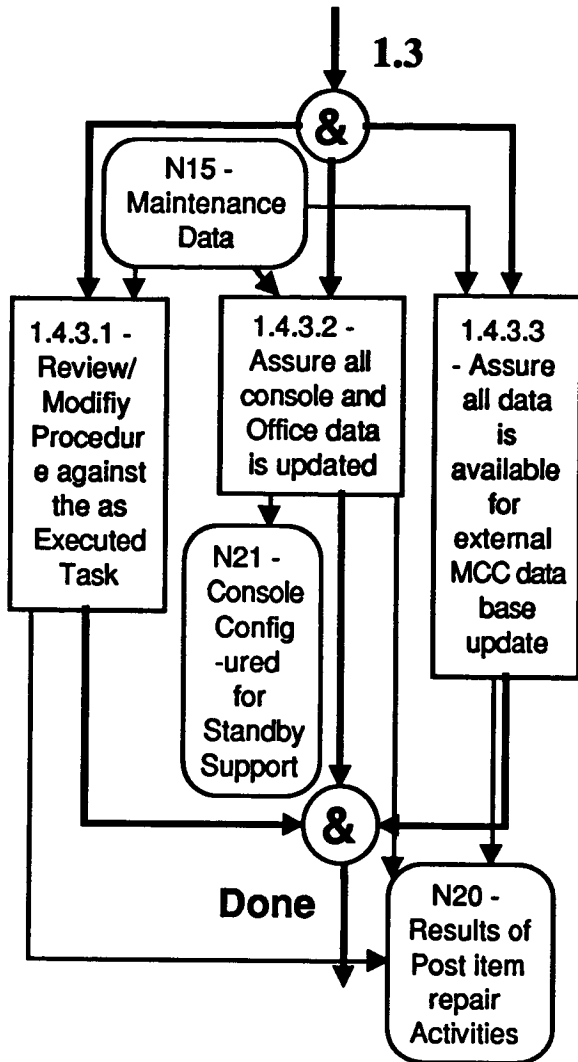 1.3
&
N15 -
Maintenance
Data
1.4.3.1 -
Review/
Modifiy
Procedur
e against
the as
Executed
Task
1.4.3.2 -
Assure all
console and
Office data
is updated
1.4.3.3
- Assure
all data
is
available
for
external
MCC data
base
update
N21 -
Console
Config
-ured
for
Standby
Support
&
Done
N20 -
Results of
Post item
repair
Activities